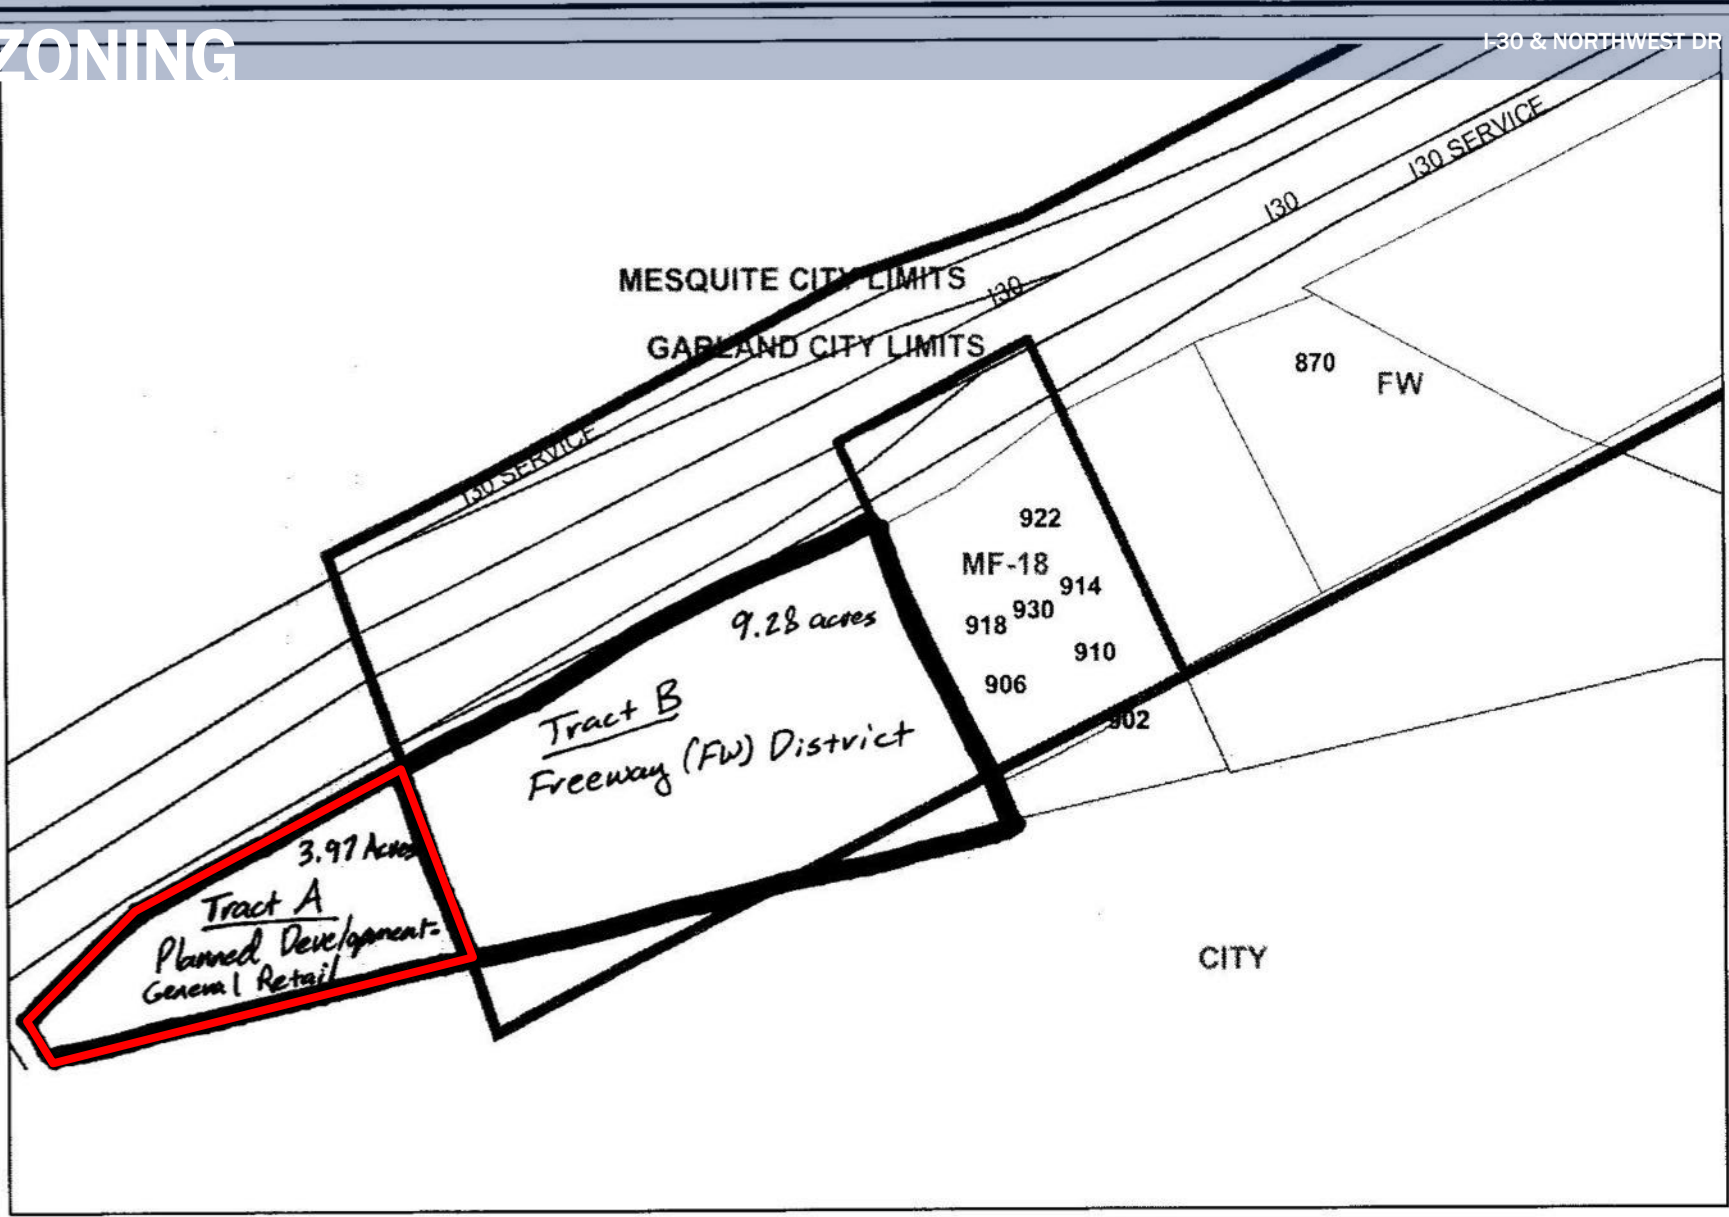 ZONING
I-30 & NORTHWEST DR
I30 SERVICE
I30
MESQUITE CITY LIMITS
I30
GARLAND CITY LIMITS
870
FW
I30 SERVICE
922
MF-18
914
930
918
910
906
902
9.28 acres
Tract B
Freeway (FW) District
3.97 Acres
Tract A
Planned Development-
General Retail
CITY